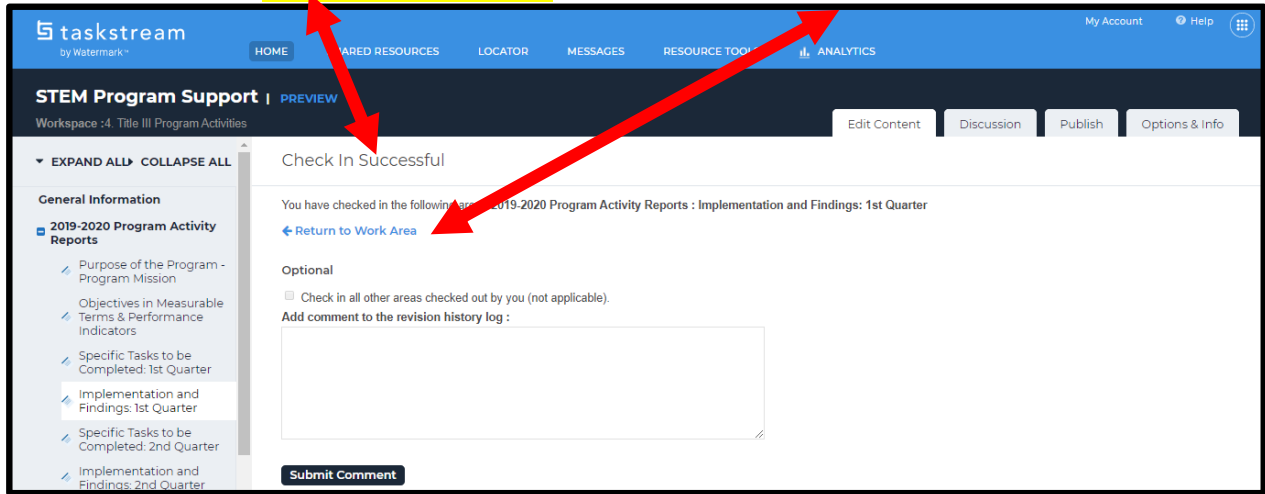 taskstream
by Watermark™
My Account
Help
HOME
SHARED RESOURCES
LOCATOR
MESSAGES
RESOURCE TOOLS
ANALYTICS
STEM Program Support | PREVIEW
Workspace :4. Title III Program Activities
Edit Content
Discussion
Publish
Options & Info
EXPAND ALL COLLAPSE ALL
General Information
2019-2020 Program Activity
Reports
Purpose of the Program -
Program Mission
Objectives in Measurable
Terms & Performance
Indicators
Specific Tasks to be
Completed: 1st Quarter
Implementation and
Findings: 1st Quarter
Specific Tasks to be
Completed: 2nd Quarter
Implementation and
Findings: 2nd Quarter
Check In Successful
You have checked in the following 2019-2020 Program Activity Reports : Implementation and Findings: 1st Quarter
Return to Work Area
Optional
Check in all other areas checked out by you (not applicable).
Add comment to the revision history log :
Submit Comment